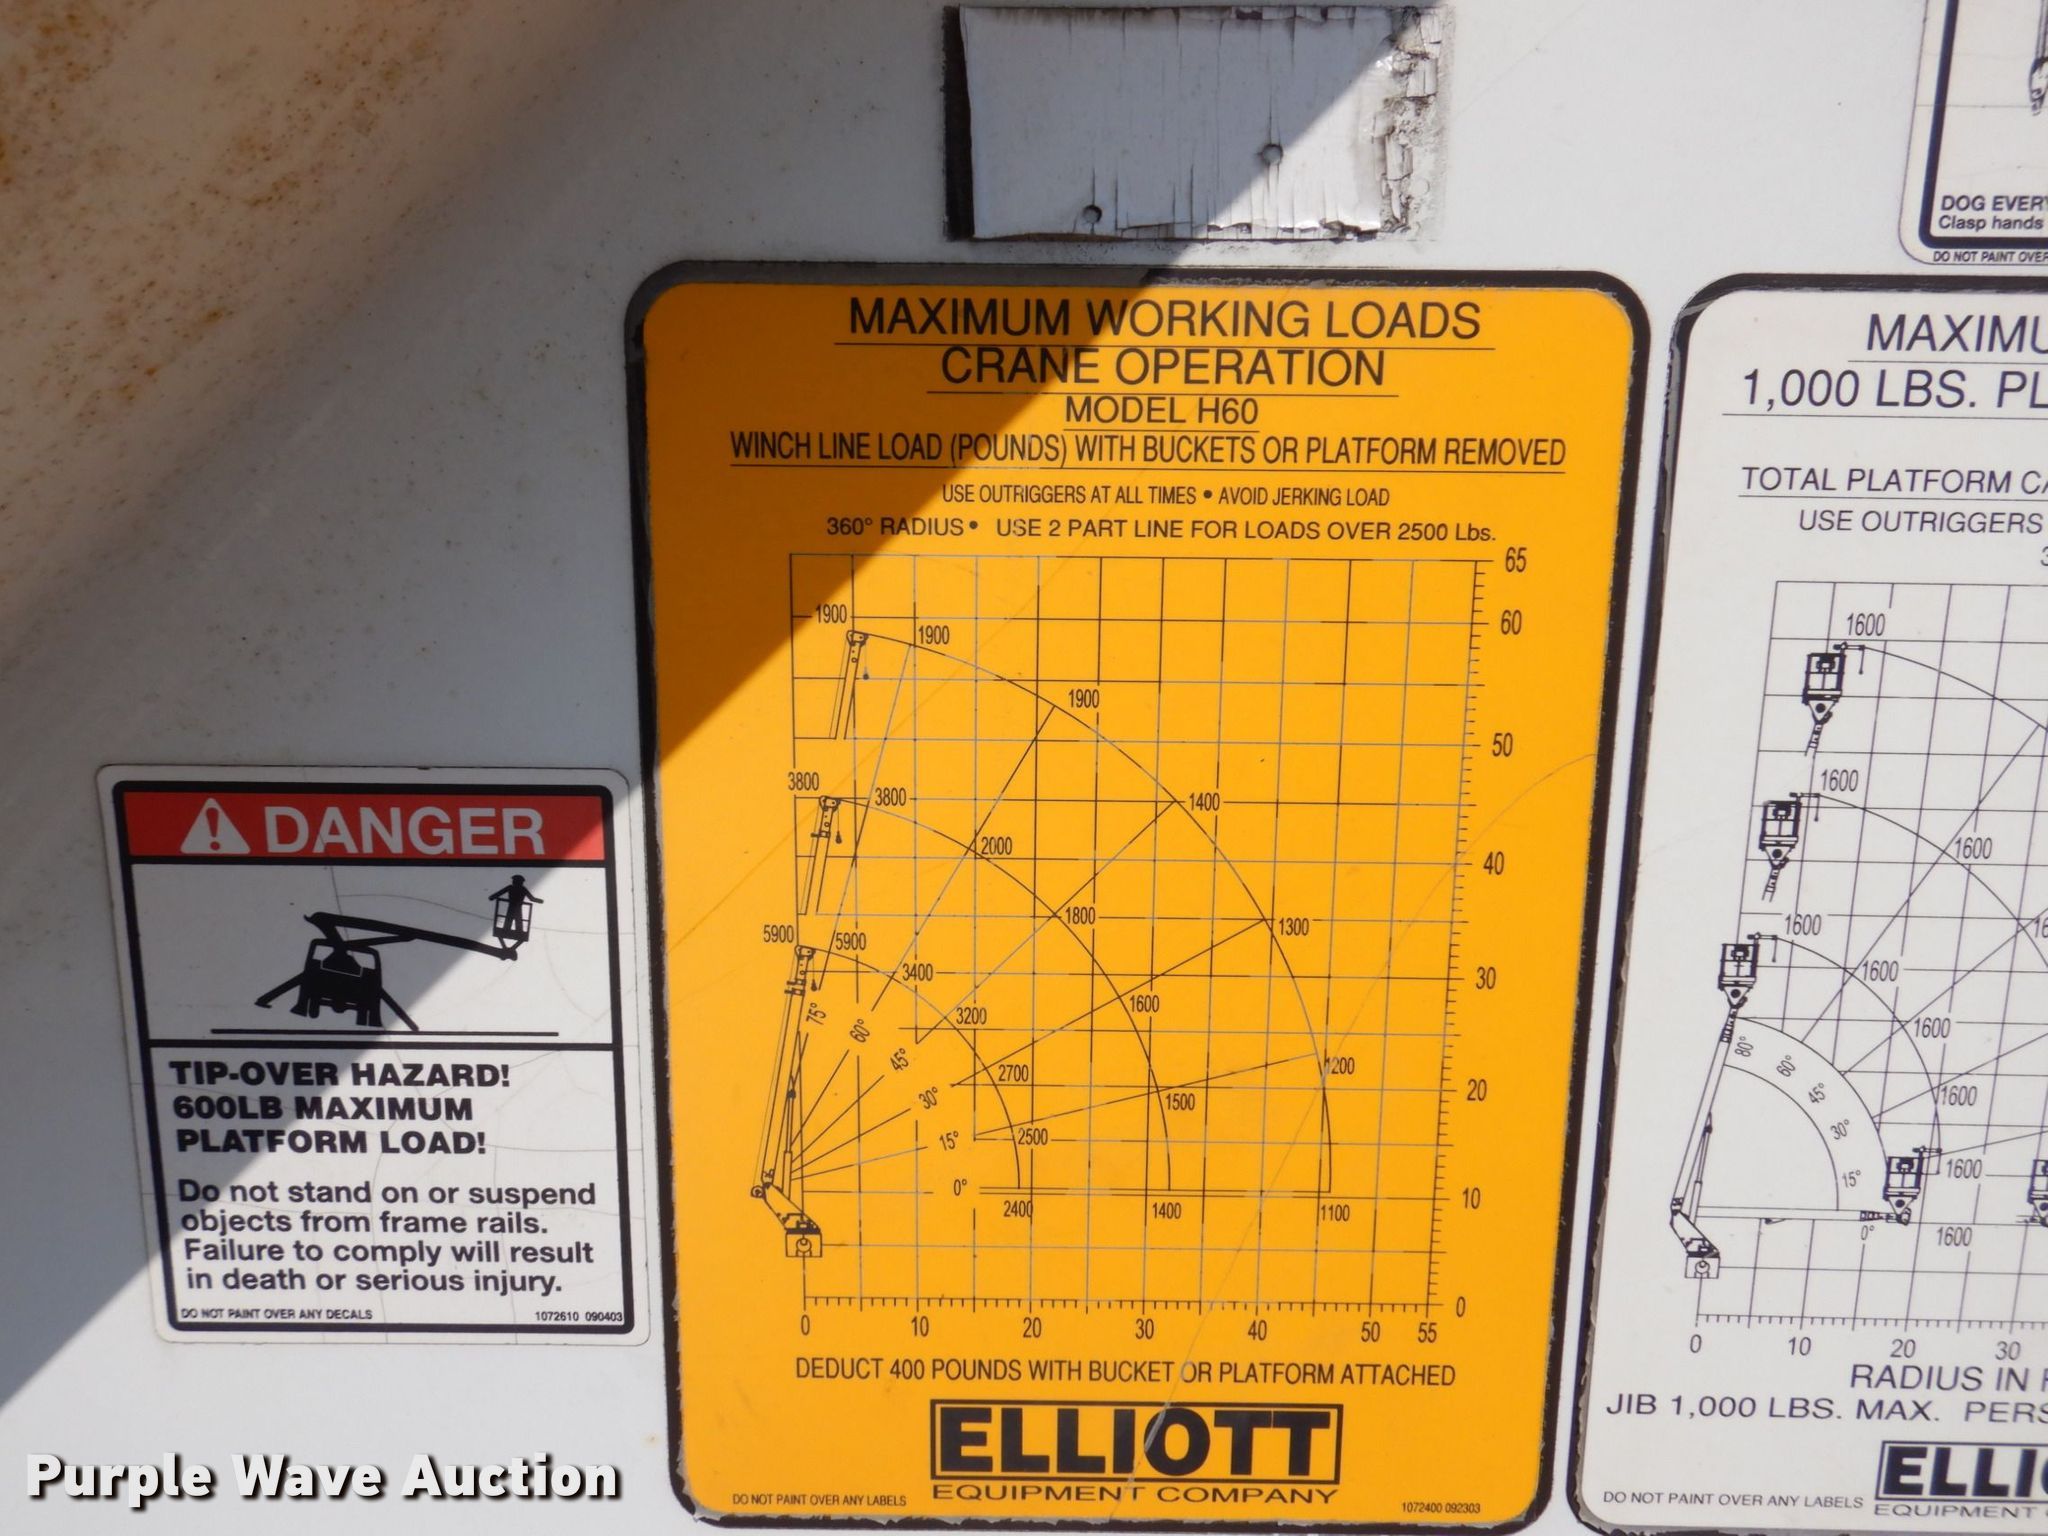 DOG EVERY
Clasp hands
DO NOT PAINT OVER
MAXIMUM WORKING LOADS
CRANE OPERATION
MODEL H60
WINCH LINE LOAD (POUNDS) WITH BUCKETS OR PLATFORM REMOVED
USE OUTRIGGERS AT ALL TIMES • AVOID JERKING LOAD
360° RADIUS • USE 2 PART LINE FOR LOADS OVER 2500 Lbs.
65
60
50
40
30
20
10
0
1900
1900
1900
1400
1300
1200
1100
3800
3800
2000
1800
1600
1500
1400
5900
5900
3400
3200
2700
2500
2400
75°
60°
45°
30°
15°
0°
0 10 20 30 40 50 55
DEDUCT 400 POUNDS WITH BUCKET OR PLATFORM ATTACHED
ELLIOTT
EQUIPMENT COMPANY
DO NOT PAINT OVER ANY LABELS
1072400 092303
DANGER
TIP-OVER HAZARD!
600LB MAXIMUM
PLATFORM LOAD!
Do not stand on or suspend
objects from frame rails.
Failure to comply will result
in death or serious injury.
DO NOT PAINT OVER ANY DECALS 1072610 090403
MAXIMU
1,000 LBS. PL
TOTAL PLATFORM CA
USE OUTRIGGERS
3
1600
1600
1600
1600
1600
1600
1600
1600
1600
80°
60°
45°
30°
15°
0°
0 10 20 30
RADIUS IN F
JIB 1,000 LBS. MAX. PERS
ELLIO
EQUIPMENT
DO NOT PAINT OVER ANY LABELS
Purple Wave Auction